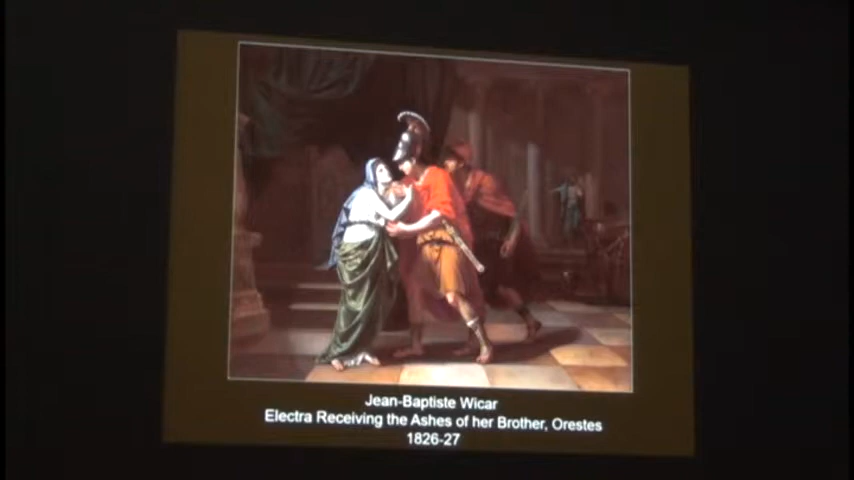 Jean-Baptiste Wicar
Electra Receiving the Ashes of her Brother, Orestes
1826-27